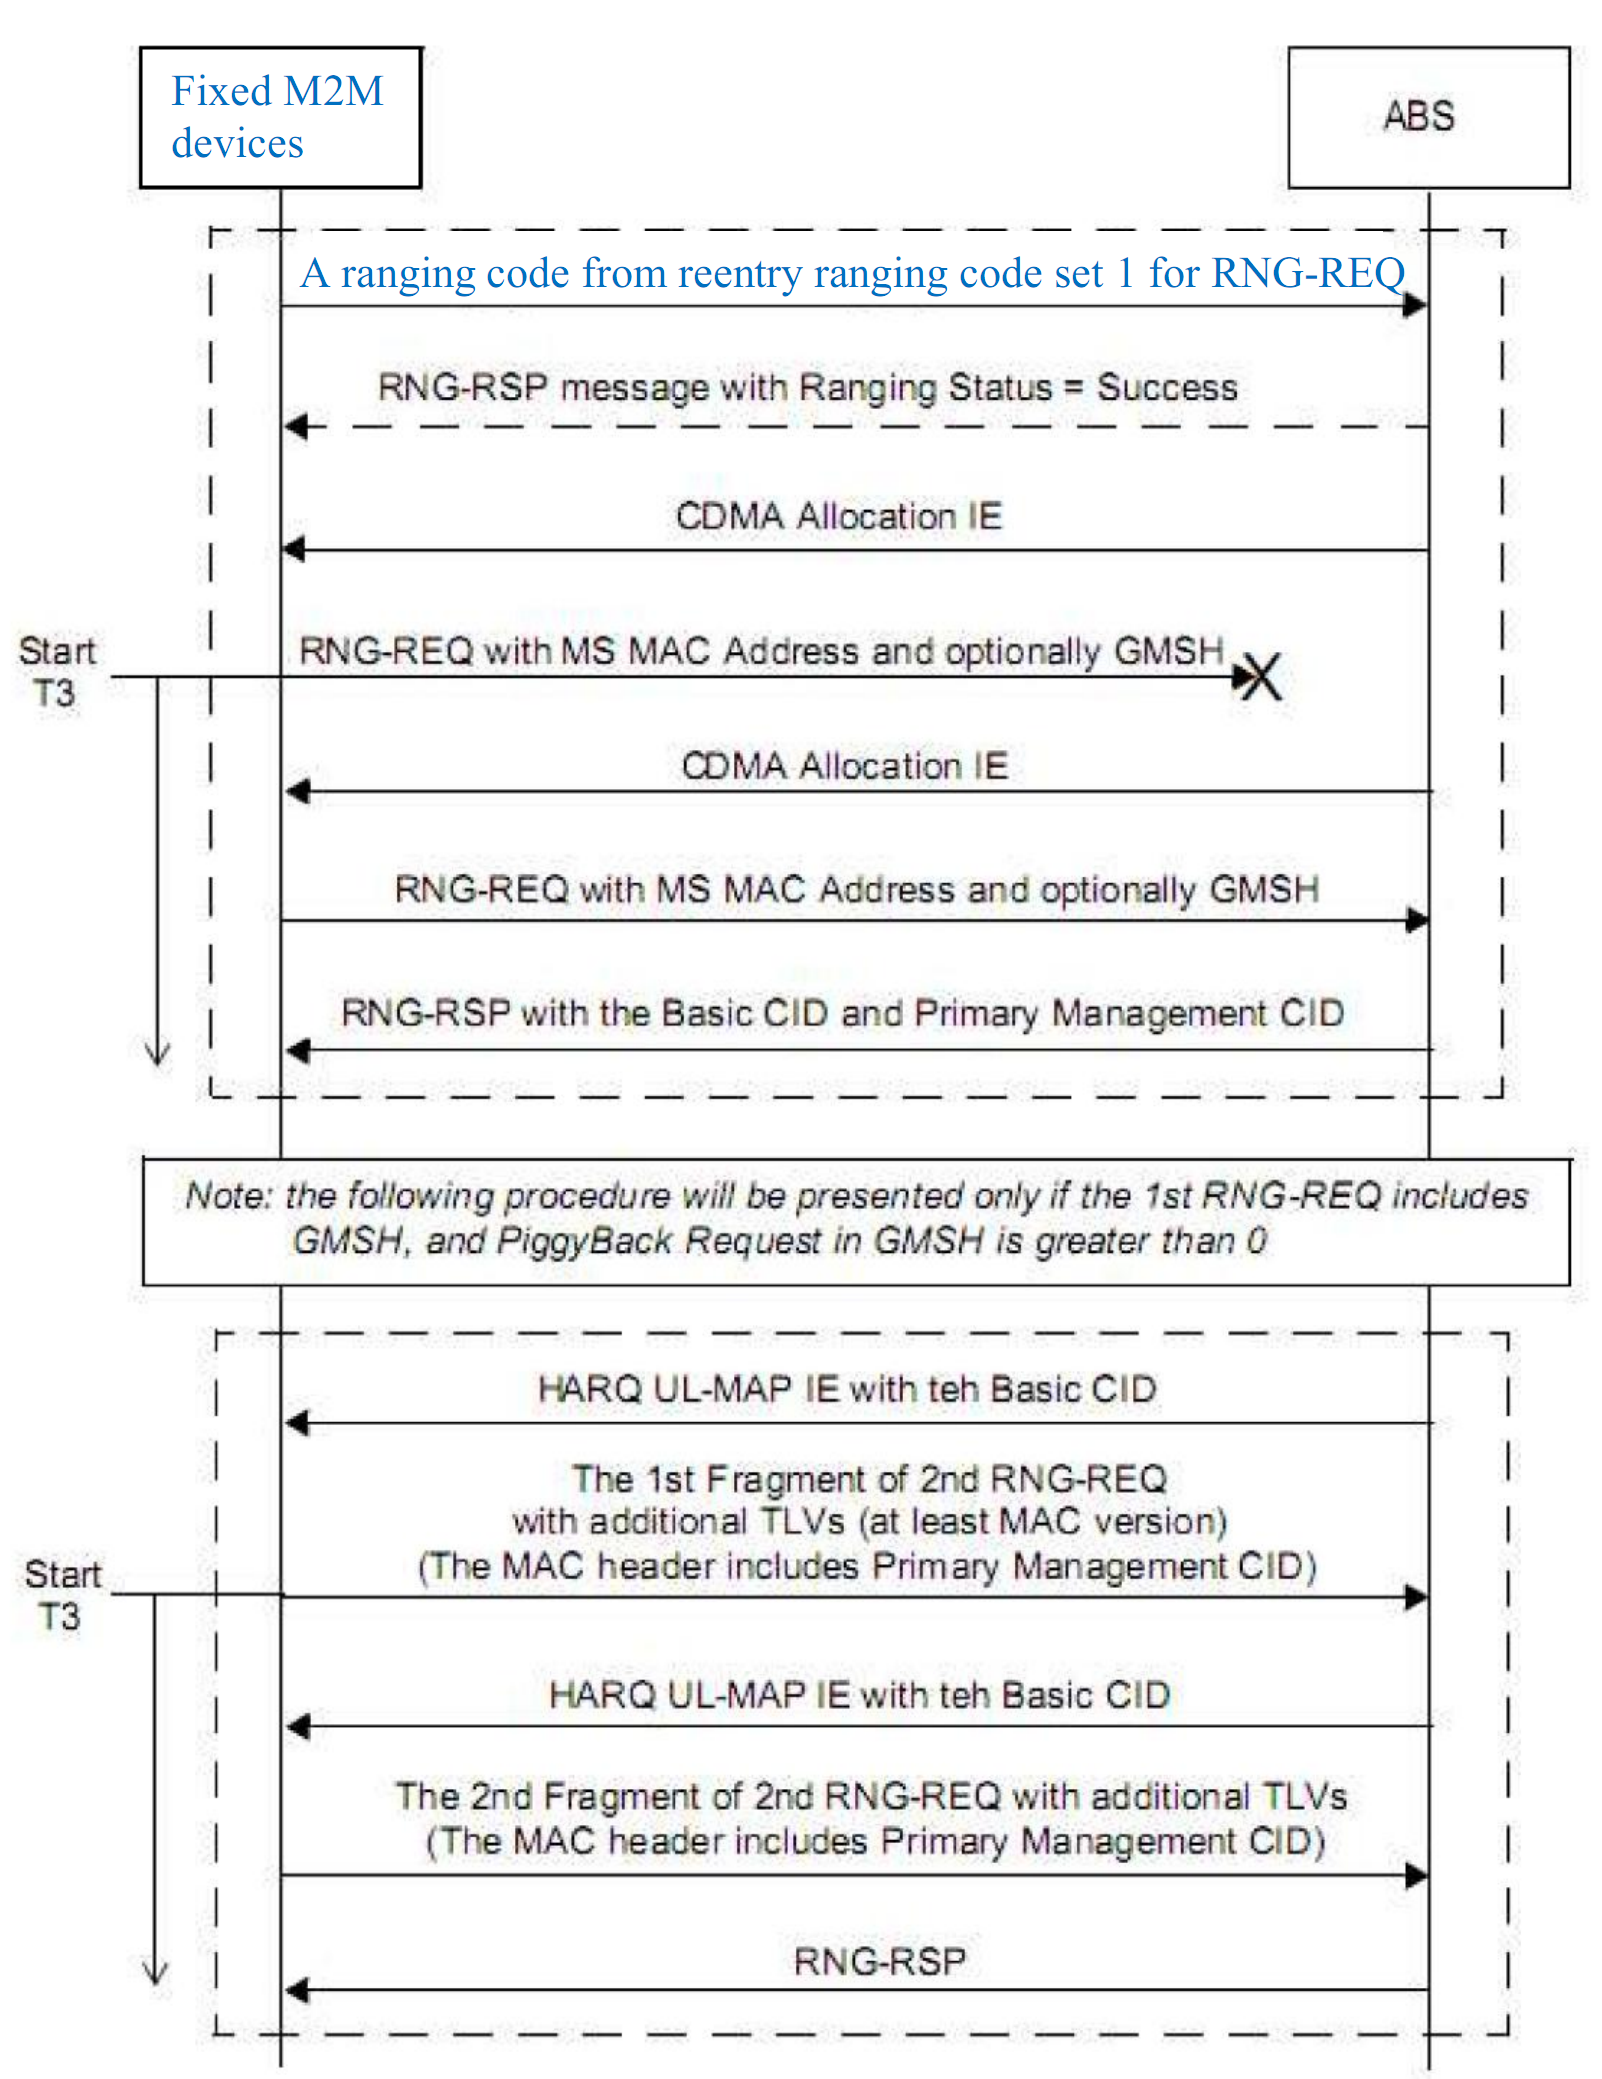 Fixed M2M
devices
ABS
A ranging code from reentry ranging code set 1 for RNG-REQ
RNG-RSP message with Ranging Status = Success
CDMA Allocation IE
Start
T3
RNG-REQ with MS MAC Address and optionally GMSH
X
CDMA Allocation IE
RNG-REQ with MS MAC Address and optionally GMSH
RNG-RSP with the Basic CID and Primary Management CID
Note: the following procedure will be presented only if the 1st RNG-REQ includes
GMSH, and PiggyBack Request in GMSH is greater than 0
HARQ UL-MAP IE with teh Basic CID
The 1st Fragment of 2nd RNG-REQ
with additional TLVs (at least MAC version)
(The MAC header includes Primary Management CID)
Start
T3
HARQ UL-MAP IE with teh Basic CID
The 2nd Fragment of 2nd RNG-REQ with additional TLVs
(The MAC header includes Primary Management CID)
RNG-RSP